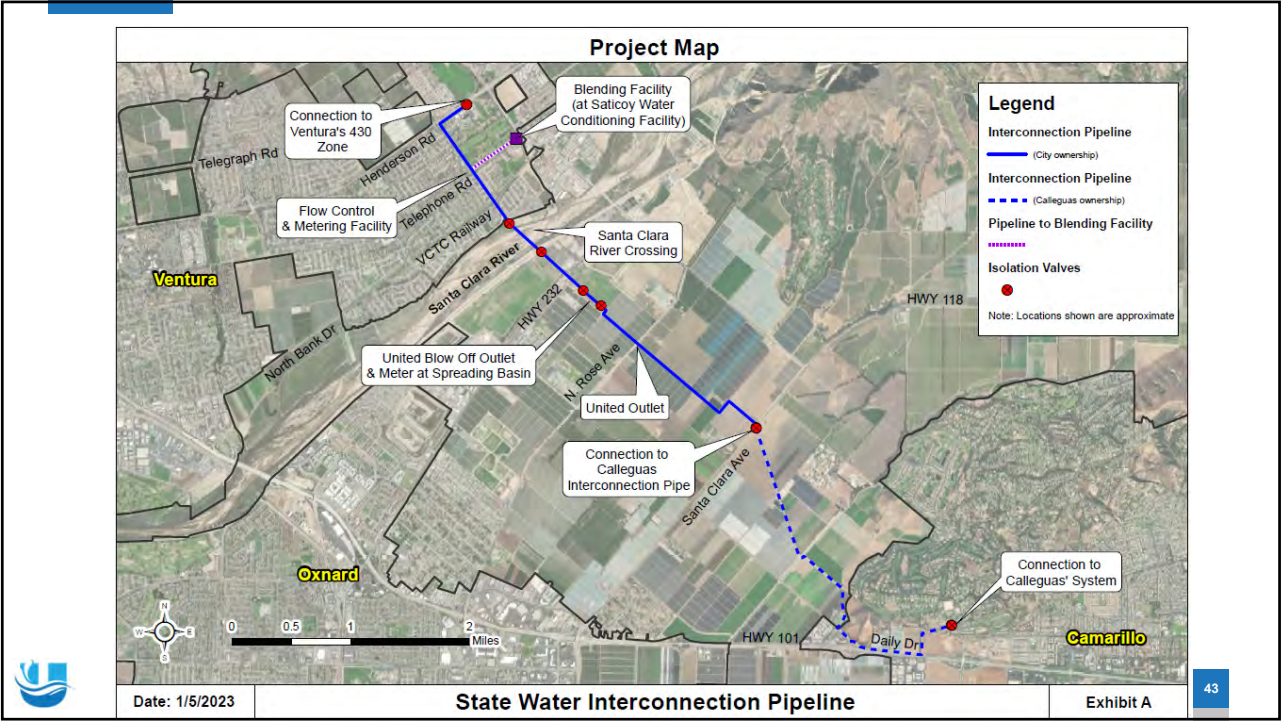 Project Map
Blending Facility
(at Saticoy Water
Conditioning Facility)
Connection to
Ventura's 430
Zone
Telegraph Rd
Henderson Rd
Telephone Rd
Flow Control
& Metering Facility
VCTC Railway
Santa Clara
River Crossing
Santa Clara River
Ventura
HWY 232
HWY 118
North Bank Dr
United Blow Off Outlet
& Meter at Spreading Basin
N. Rose Ave
United Outlet
Connection to
Calleguas
Interconnection Pipe
Santa Clara Ave
Oxnard
Connection to
Calleguas' System
HWY 101
Daily Dr
Camarillo
Legend
Interconnection Pipeline
(City ownership)
Interconnection Pipeline
(Calleguas ownership)
Pipeline to Blending Facility
Isolation Valves
Note: Locations shown are approximate
N
W
E
S
0 0.5 1 2
Miles
Date: 1/5/2023
State Water Interconnection Pipeline
Exhibit A
43